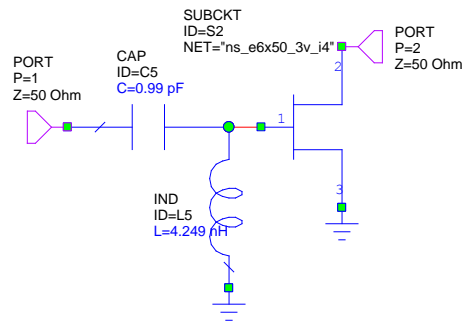 SUBCKT
ID=S2
NET="ns_e6x50_3v_i4"
PORT
P=2
Z=50 Ohm
2
CAP
ID=C5
C=0.99 pF
PORT
P=1
Z=50 Ohm
1
3
IND
ID=L5
L=4.249 nH